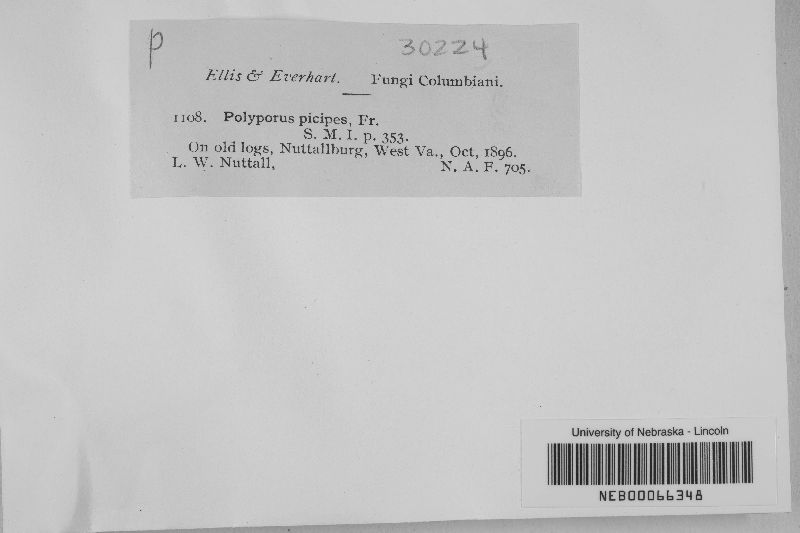 p
30224
Ellis & Everhart. Fungi Columbiani.
1108. Polyporus picipes, Fr.
S. M. I. p. 353.
On old logs, Nuttallburg, West Va., Oct, 1896.
L. W. Nuttall, N. A. F. 705.
University of Nebraska - Lincoln
NEB00066348